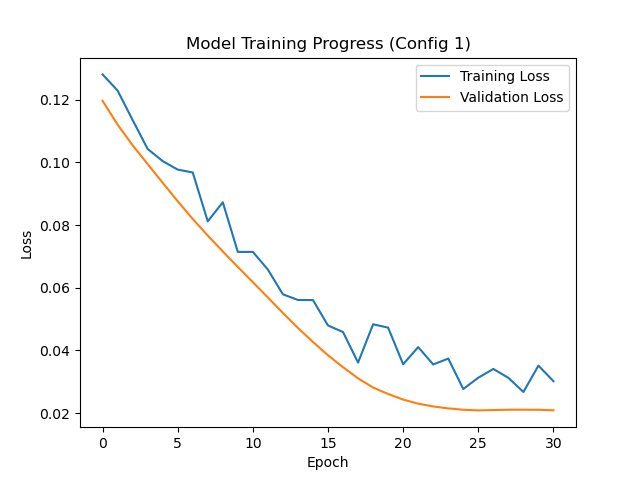 Model Training Progress (Config 1)
Training Loss
Validation Loss
0.12
0.10
0.08
0.06
0.04
0.02
Loss
0 5 10 15 20 25 30
Epoch